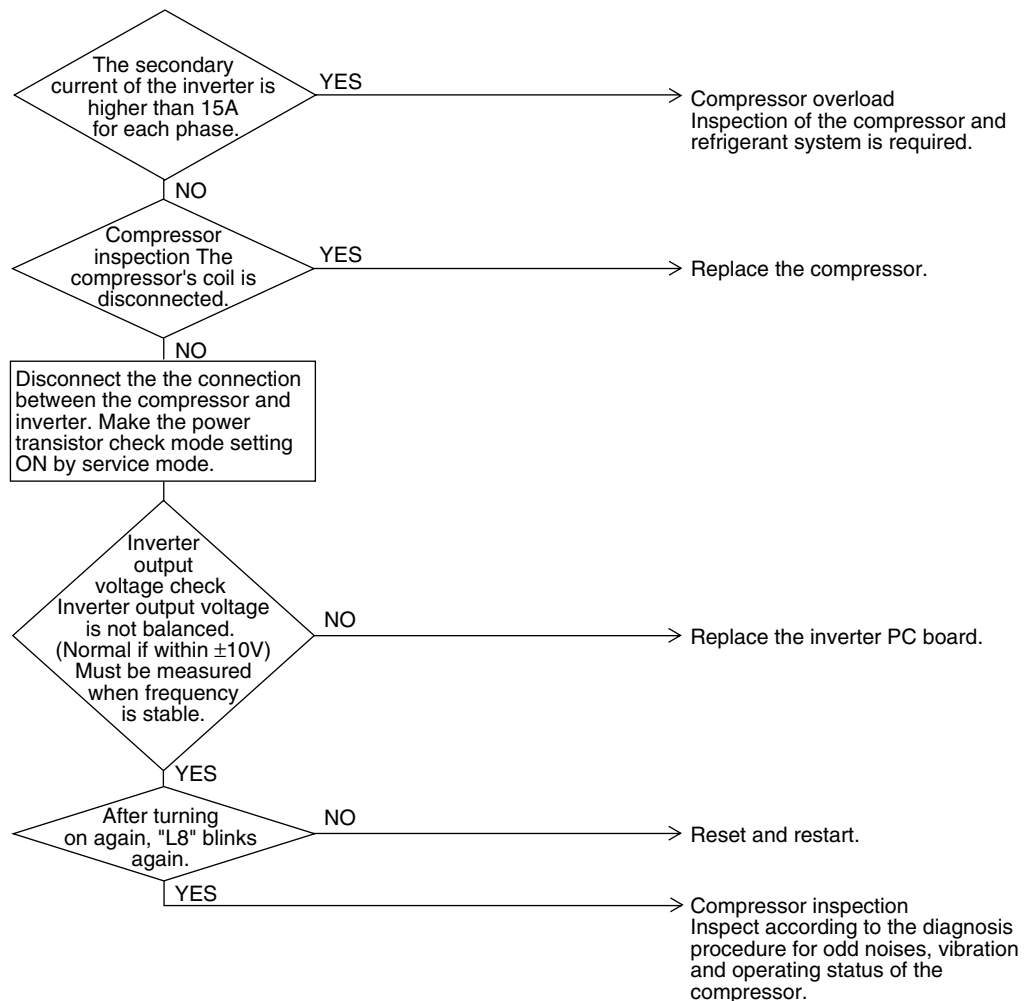 The secondary
current of the inverter is
higher than 15A
for each phase.
YES
Compressor overload
Inspection of the compressor and
refrigerant system is required.
NO
Compressor
inspection The
compressor's coil is
disconnected.
YES
Replace the compressor.
NO
Disconnect the the connection
between the compressor and
inverter. Make the power
transistor check mode setting
ON by service mode.
Inverter
output
voltage check
Inverter output voltage
is not balanced.
(Normal if within ±10V)
Must be measured
when frequency
is stable.
NO
Replace the inverter PC board.
YES
After turning
on again, "L8" blinks
again.
NO
Reset and restart.
YES
Compressor inspection
Inspect according to the diagnosis
procedure for odd noises, vibration
and operating status of the
compressor.